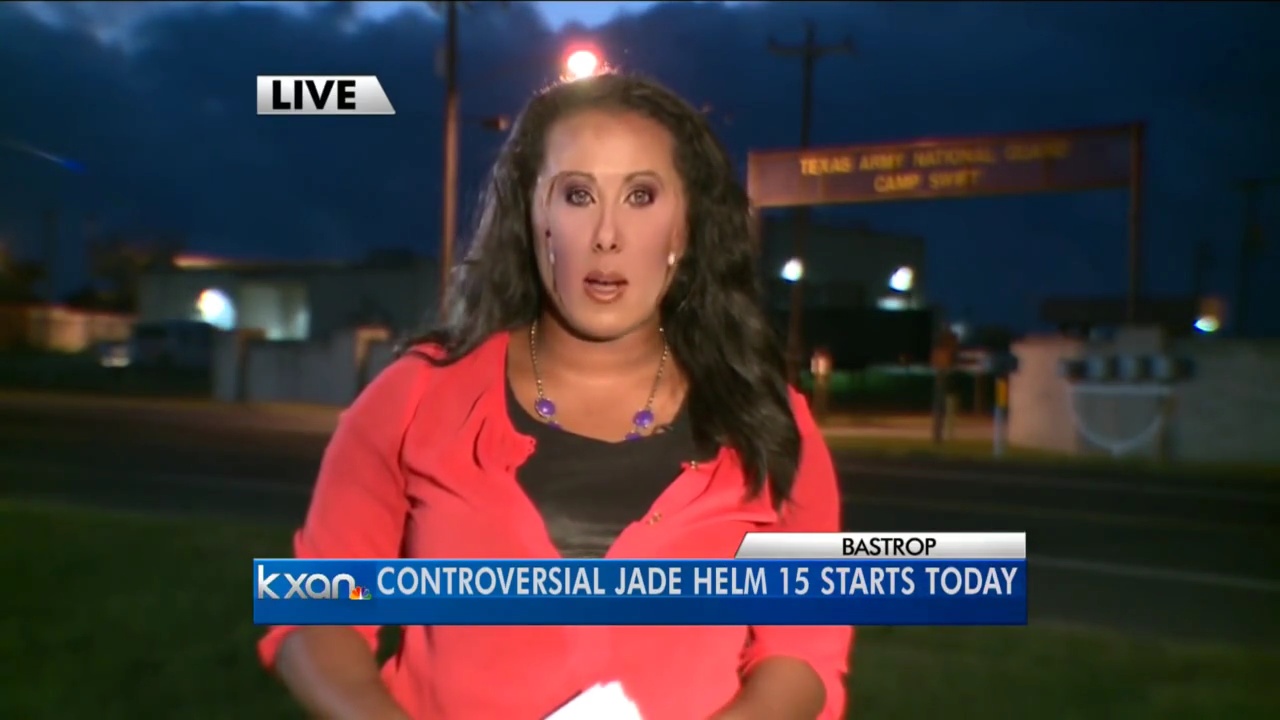 LIVE
TEXAS ARMY NATIONAL GUARD
CAMP SWIFT
BASTROP
kxan CONTROVERSIAL JADE HELM 15 STARTS TODAY